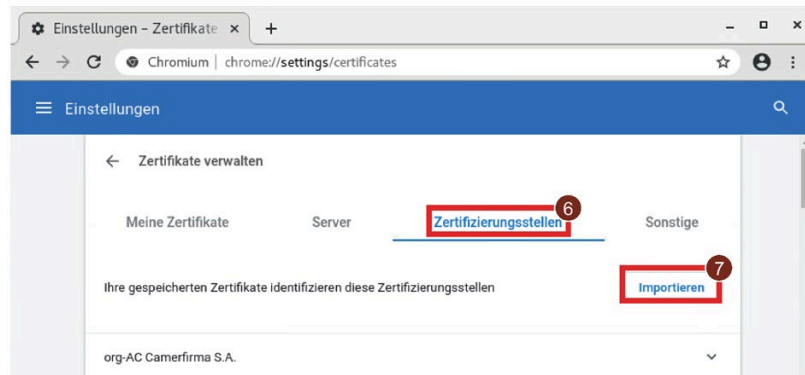 Einstellungen – Zertifikate
Chromium | chrome://settings/certificates
Einstellungen
Zertifikate verwalten
6
Meine Zertifikate Server Zertifizierungsstellen Sonstige
7
Ihre gespeicherten Zertifikate identifizieren diese Zertifizierungsstellen Importieren
org-AC Camerfirma S.A.